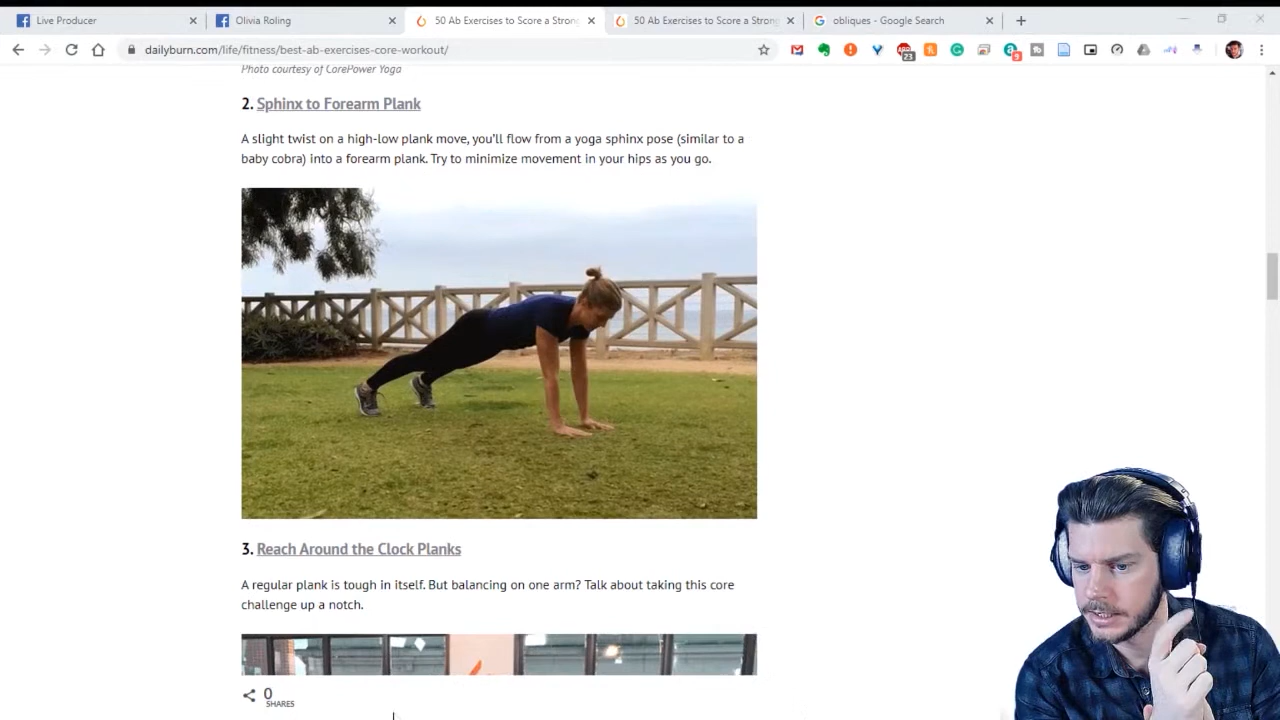 Live Producer
Olivia Roling
50 Ab Exercises to Score a Strong
50 Ab Exercises to Score a Strong
obliques - Google Search
dailyburn.com/life/fitness/best-ab-exercises-core-workout/
23
9
Photo courtesy of CorePower Yoga
2. Sphinx to Forearm Plank
A slight twist on a high-low plank move, you’ll flow from a yoga sphinx pose (similar to a
baby cobra) into a forearm plank. Try to minimize movement in your hips as you go.
3. Reach Around the Clock Planks
A regular plank is tough in itself. But balancing on one arm? Talk about taking this core
challenge up a notch.
0
SHARES